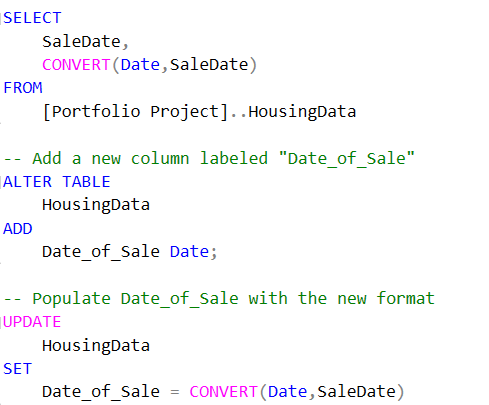 SELECT
    SaleDate,
    CONVERT(Date,SaleDate)
FROM
    [Portfolio Project]..HousingData
-- Add a new column labeled "Date_of_Sale"
ALTER TABLE
    HousingData
ADD
    Date_of_Sale Date;
-- Populate Date_of_Sale with the new format
UPDATE
    HousingData
SET
    Date_of_Sale = CONVERT(Date,SaleDate)